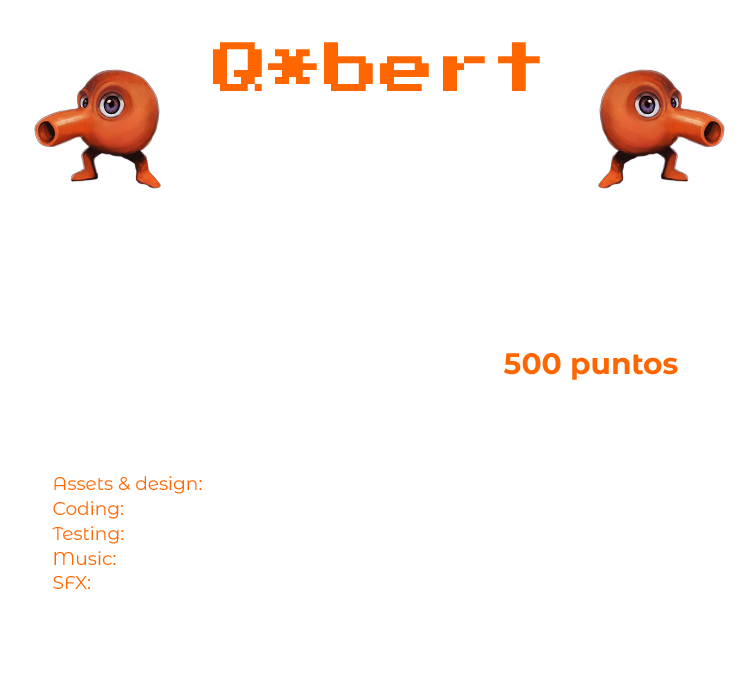 Q*bert
500 puntos
Assets & design:
Coding:
Testing:
Music:
SFX: